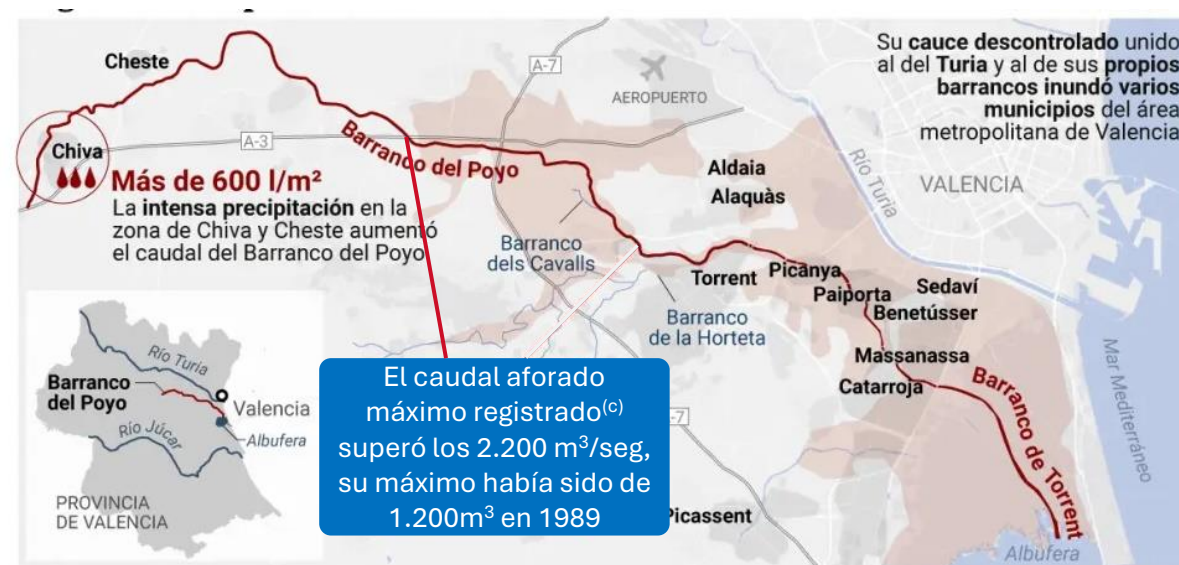 Cheste
A-7
AEROPUERTO
Su cauce descontrolado unido
al del Turia y al de sus propios
barrancos inundó varios
municipios del área
metropolitana de Valencia
A-3
Barranco del Poyo
Chiva
Más de 600 l/m²
La intensa precipitación en la
zona de Chiva y Cheste aumentó
el caudal del Barranco del Poyo
Aldaia
Alaquàs
Río Turia
VALENCIA
Barranco
dels Cavalls
Torrent
Picanya
Paiporta
Sedaví
Benetússer
Barranco
de la Horteta
Massanassa
Catarroja
Barranco de Torrent
Mar Mediterráneo
Albufera
Río Turia
Barranco
del Poyo
Valencia
Albufera
Río Júcar
PROVINCIA
DE VALENCIA
El caudal aforado
máximo registrado(c)
superó los 2.200 m³/seg,
su máximo había sido de
1.200m³ en 1989
-7
Picassent